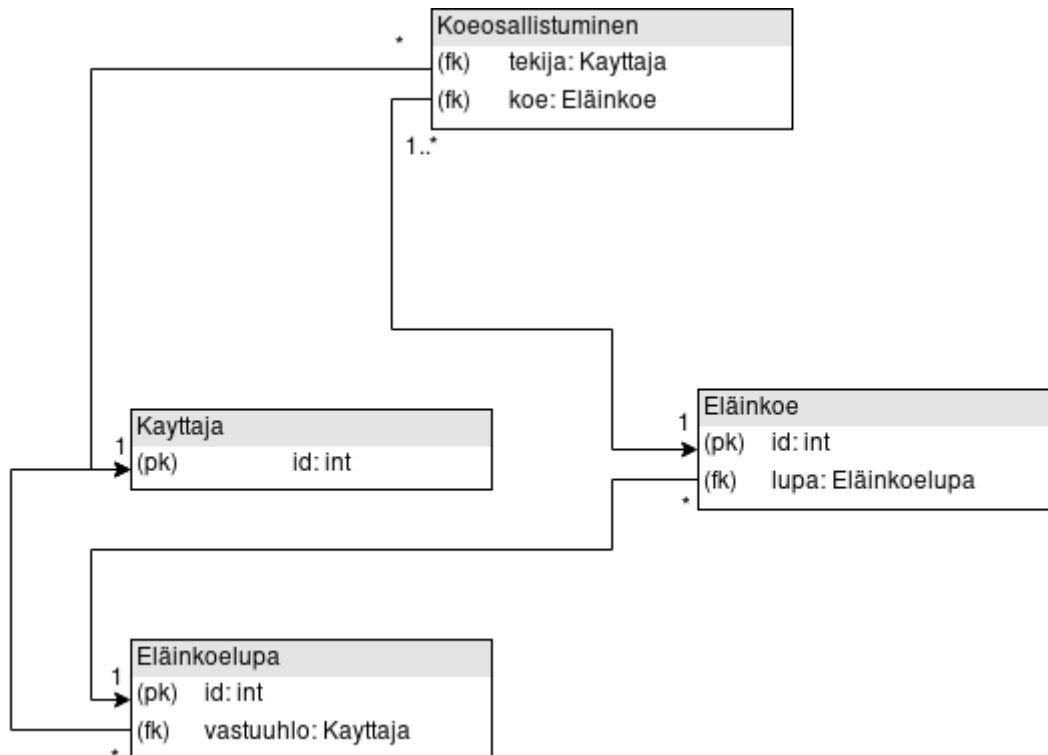 Koeosallistuminen
*
(fk) tekija: Kayttaja
(fk) koe: Eläinkoe
1..*
Eläinkoe
1
(pk) id: int
(fk) lupa: Eläinkoelupa
*
Kayttaja
1
(pk) id: int
Eläinkoelupa
1
(pk) id: int
(fk) vastuuhlo: Kayttaja
*